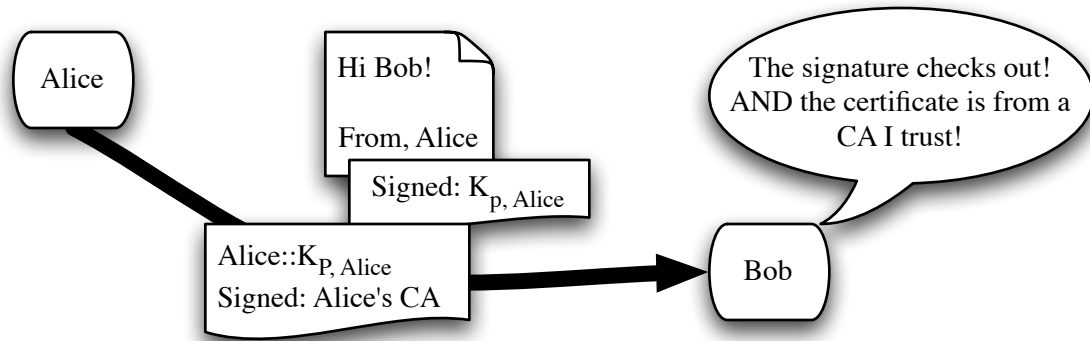 Alice
Hi Bob!
From, Alice
Signed: Kp, Alice
Alice::KP, Alice
Signed: Alice's CA
The signature checks out!
AND the certificate is from a
CA I trust!
Bob